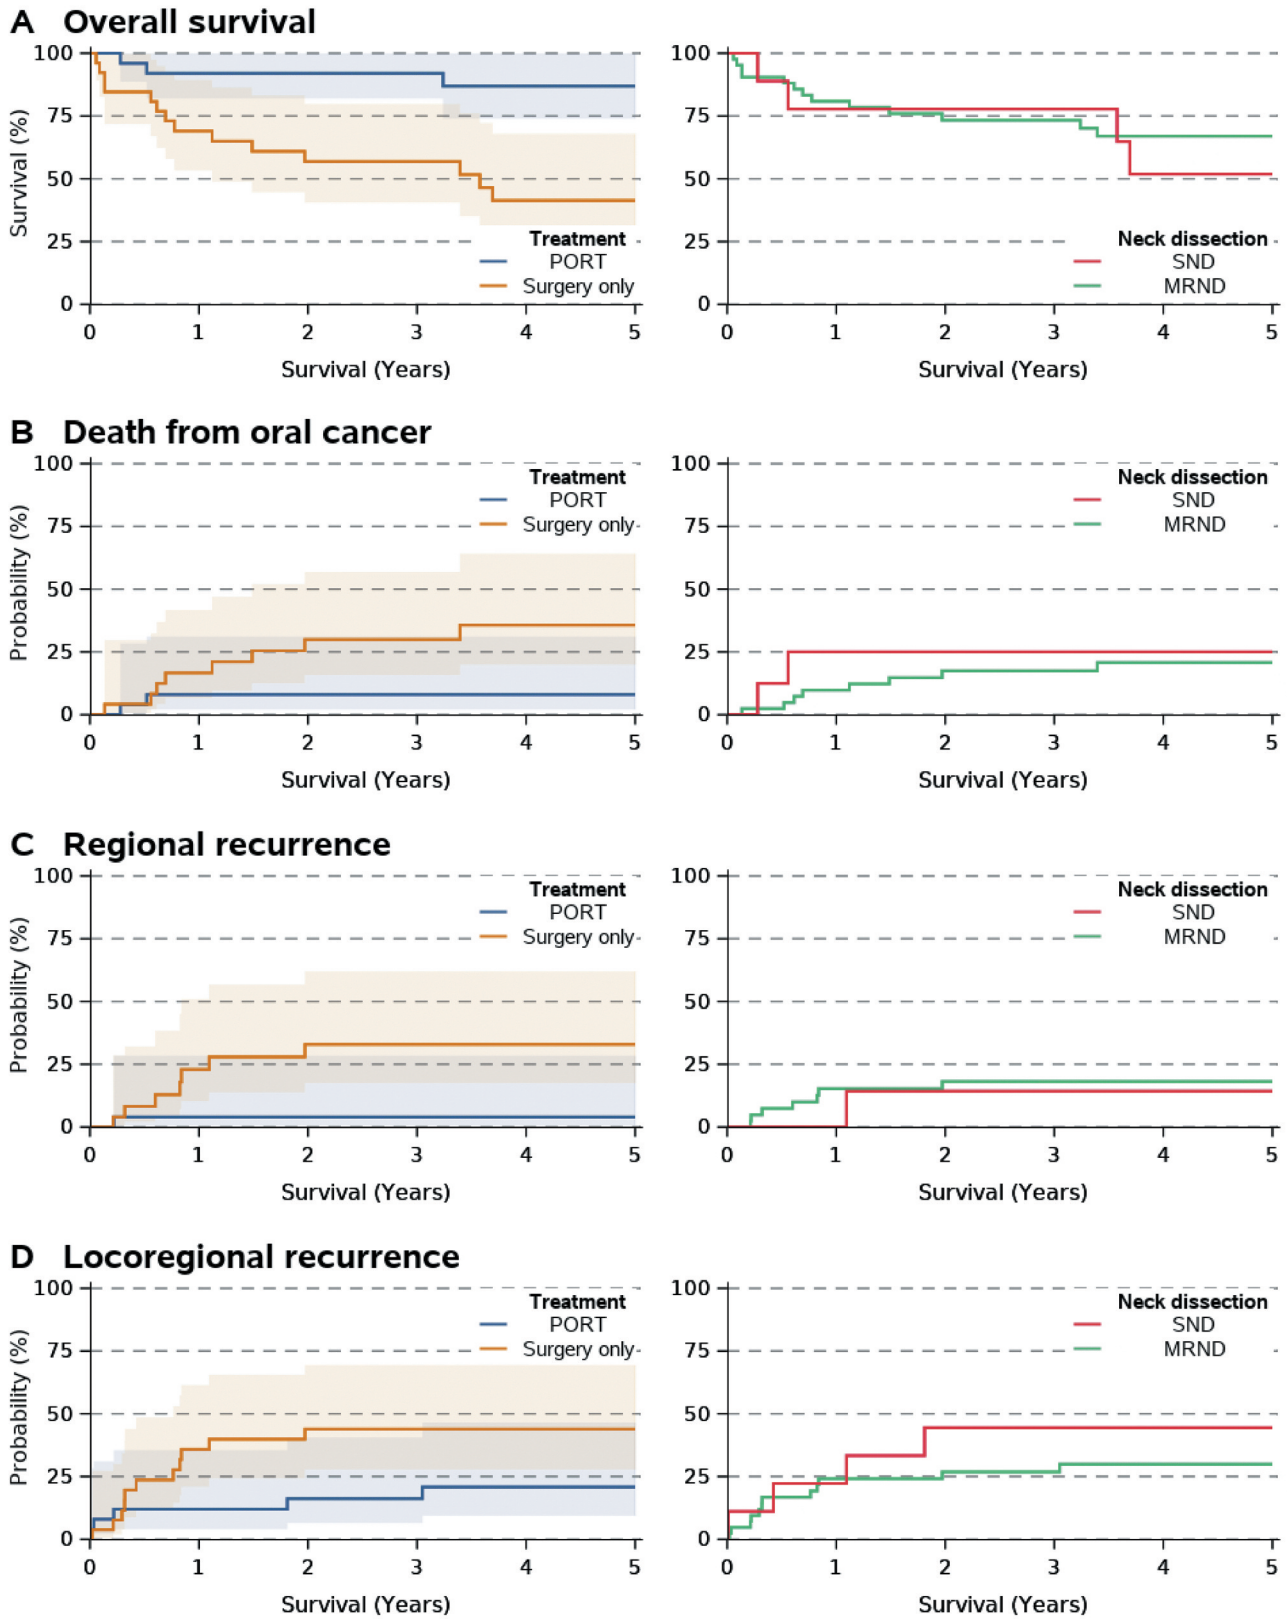 A Overall survival
100
75
50
25
0
Survival (%)
Treatment
PORT
Surgery only
0 1 2 3 4 5
Survival (Years)
100
75
50
25
0
Neck dissection
SND
MRND
0 1 2 3 4 5
Survival (Years)
B Death from oral cancer
100
75
50
25
0
Probability (%)
Treatment
PORT
Surgery only
0 1 2 3 4 5
Survival (Years)
100
75
50
25
0
Neck dissection
SND
MRND
0 1 2 3 4 5
Survival (Years)
C Regional recurrence
100
75
50
25
0
Probability (%)
Treatment
PORT
Surgery only
0 1 2 3 4 5
Survival (Years)
100
75
50
25
0
Neck dissection
SND
MRND
0 1 2 3 4 5
Survival (Years)
D Locoregional recurrence
100
75
50
25
0
Probability (%)
Treatment
PORT
Surgery only
0 1 2 3 4 5
Survival (Years)
100
75
50
25
0
Neck dissection
SND
MRND
0 1 2 3 4 5
Survival (Years)